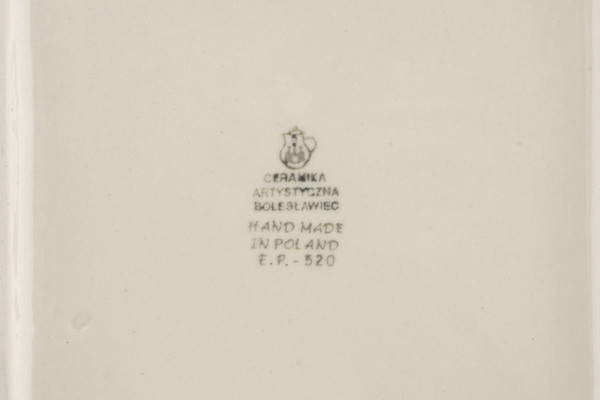 CERAMIKA
ARTYSTYCZNA
BOLESŁAWIEC
HAND MADE
IN POLAND
E.P.-520